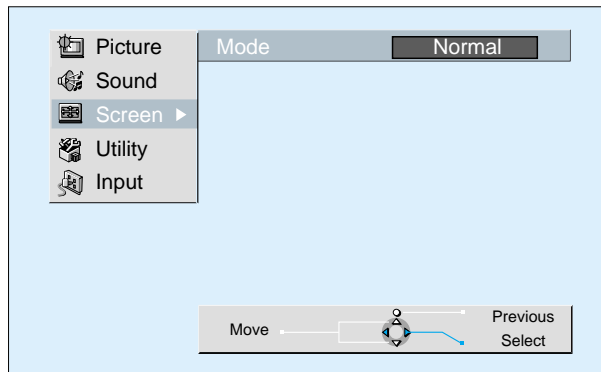 Picture
Mode Normal
Sound
Screen
Utility
Input
Move
Previous
Select